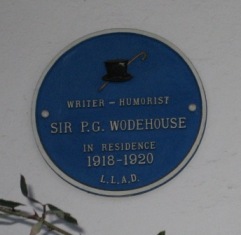 WRITER - HUMORIST
SIR P.G. WODEHOUSE
IN RESIDENCE
1918-1920
L.L.A.D.